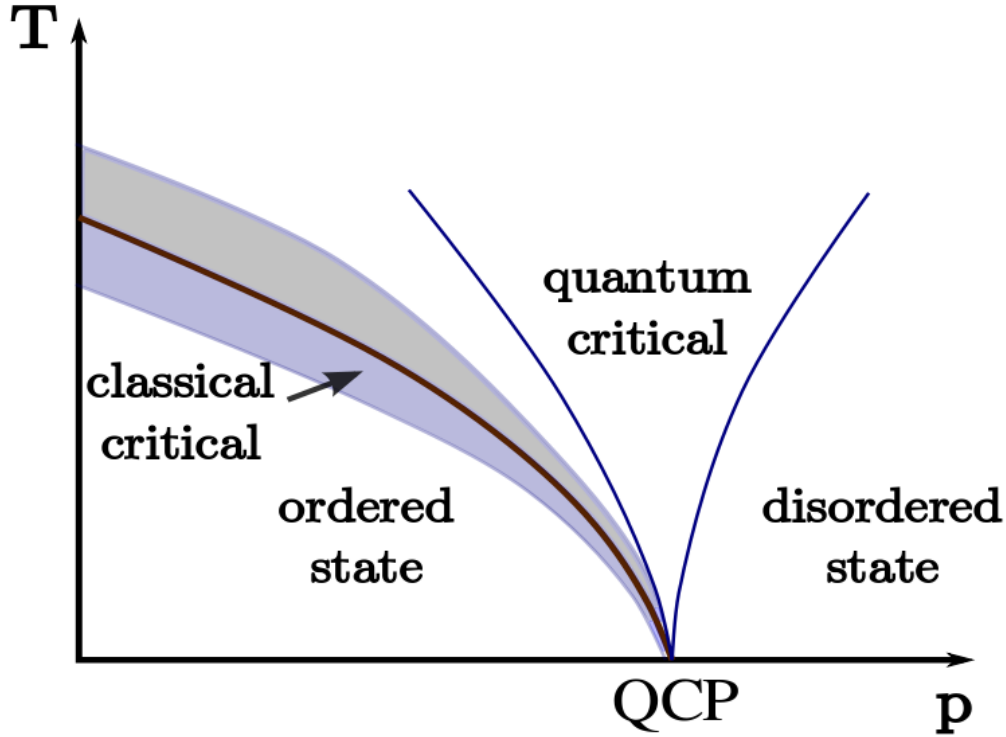 T
quantum
critical
classical
critical
ordered
state
disordered
state
QCP
p